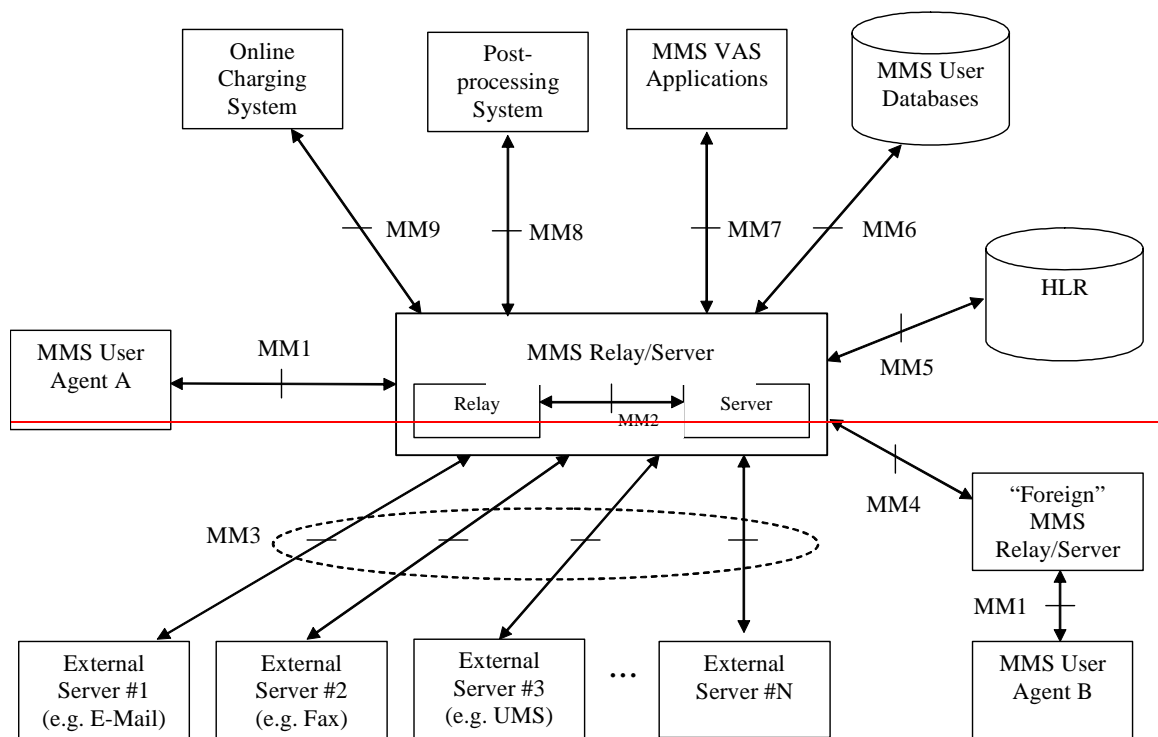 Online
Charging
System
Post-
processing
System
MMS VAS
Applications
MMS User
Databases
MM9
MM8
MM7
MM6
HLR
MMS User
Agent A
MM1
MMS Relay/Server
MM5
Relay
MM2
Server
MM4
“Foreign”
MMS
Relay/Server
MM3
MM1
External
Server #1
(e.g. E-Mail)
External
Server #2
(e.g. Fax)
External
Server #3
(e.g. UMS)
...
External
Server #N
MMS User
Agent B